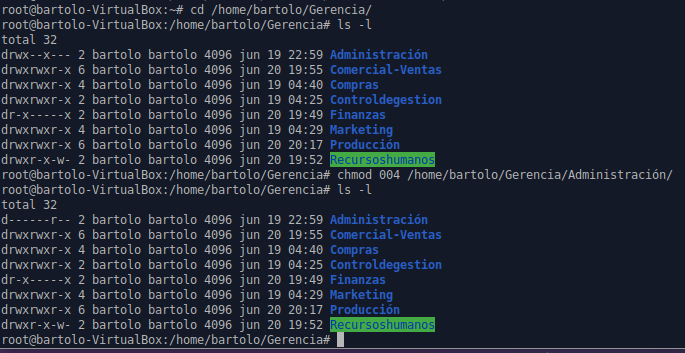 root@bartolo-VirtualBox:~# cd /home/bartolo/Gerencia/
root@bartolo-VirtualBox:/home/bartolo/Gerencia# ls -l
total 32
drwx--x--- 2 bartolo bartolo 4096 jun 19 22:59 Administración
drwxrwxr-x 6 bartolo bartolo 4096 jun 20 19:55 Comercial-Ventas
drwxrwxr-x 4 bartolo bartolo 4096 jun 19 04:40 Compras
drwxrwxr-x 2 bartolo bartolo 4096 jun 19 04:25 Controldegestion
dr-x-----x 2 bartolo bartolo 4096 jun 20 19:49 Finanzas
drwxrwxr-x 4 bartolo bartolo 4096 jun 19 04:29 Marketing
drwxrwxr-x 6 bartolo bartolo 4096 jun 20 20:17 Producción
drwxr-x-w- 2 bartolo bartolo 4096 jun 20 19:52 Recursoshumanos
root@bartolo-VirtualBox:/home/bartolo/Gerencia# chmod 004 /home/bartolo/Gerencia/Administración/
root@bartolo-VirtualBox:/home/bartolo/Gerencia# ls -l
total 32
d------r-- 2 bartolo bartolo 4096 jun 19 22:59 Administración
drwxrwxr-x 6 bartolo bartolo 4096 jun 20 19:55 Comercial-Ventas
drwxrwxr-x 4 bartolo bartolo 4096 jun 19 04:40 Compras
drwxrwxr-x 2 bartolo bartolo 4096 jun 19 04:25 Controldegestion
dr-x-----x 2 bartolo bartolo 4096 jun 20 19:49 Finanzas
drwxrwxr-x 4 bartolo bartolo 4096 jun 19 04:29 Marketing
drwxrwxr-x 6 bartolo bartolo 4096 jun 20 20:17 Producción
drwxr-x-w- 2 bartolo bartolo 4096 jun 20 19:52 Recursoshumanos
root@bartolo-VirtualBox:/home/bartolo/Gerencia#